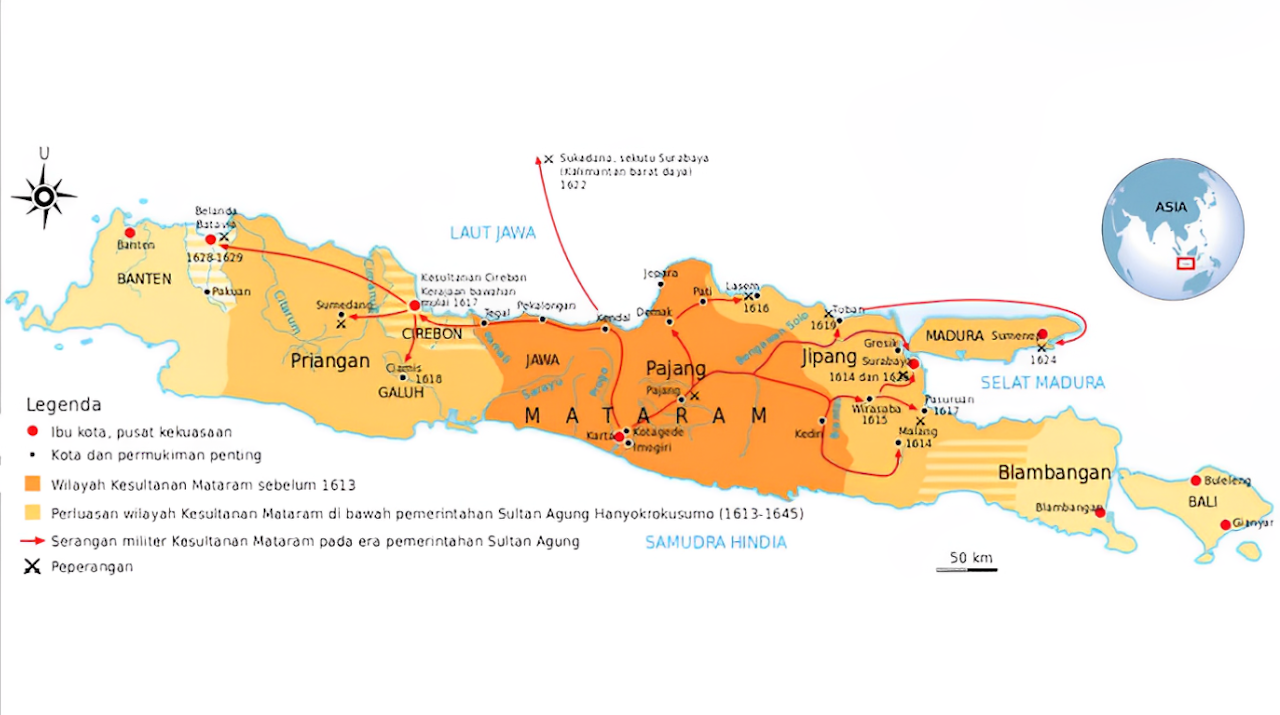 U
Sukadana, sekutu Surabaya
(Kalimantan barat daya)
1622
ASIA
LAUT JAWA
Belanda
Batavia
1628-1629
Banten
BANTEN
Pakuan
Citarum
Cimanuk
Sumedang
Kesultanan Cirebon
Kerajaan bawahan
mulai 1617
CIREBON
Priangan
Ciamis
1618
GALUH
Tegal
Pekalongan
Kendal
Pamali
JAWA
Sarayu
Progo
Jepara
Demak
Pati
Lasem
1616
Pajang
Pajang
MATARAM
Karta
Kotagede
Imogiri
Bengawan Solo
Tuban
1619
Jipang
Gresik
Surabaya
1614 dan 1625
MADURA
Sumenep
1624
SELAT MADURA
Wirasaba
1615
Pasuruan
1617
Malang
1614
Kediri
Blambangan
Blambangan
Buleleng
BALI
Gianyar
SAMUDRA HINDIA
50 km
Legenda
Ibu kota, pusat kekuasaan
Kota dan permukiman penting
Wilayah Kesultanan Mataram sebelum 1613
Perluasan wilayah Kesultanan Mataram di bawah pemerintahan Sultan Agung Hanyokrokusumo (1613-1645)
Serangan militer Kesultanan Mataram pada era pemerintahan Sultan Agung
Peperangan